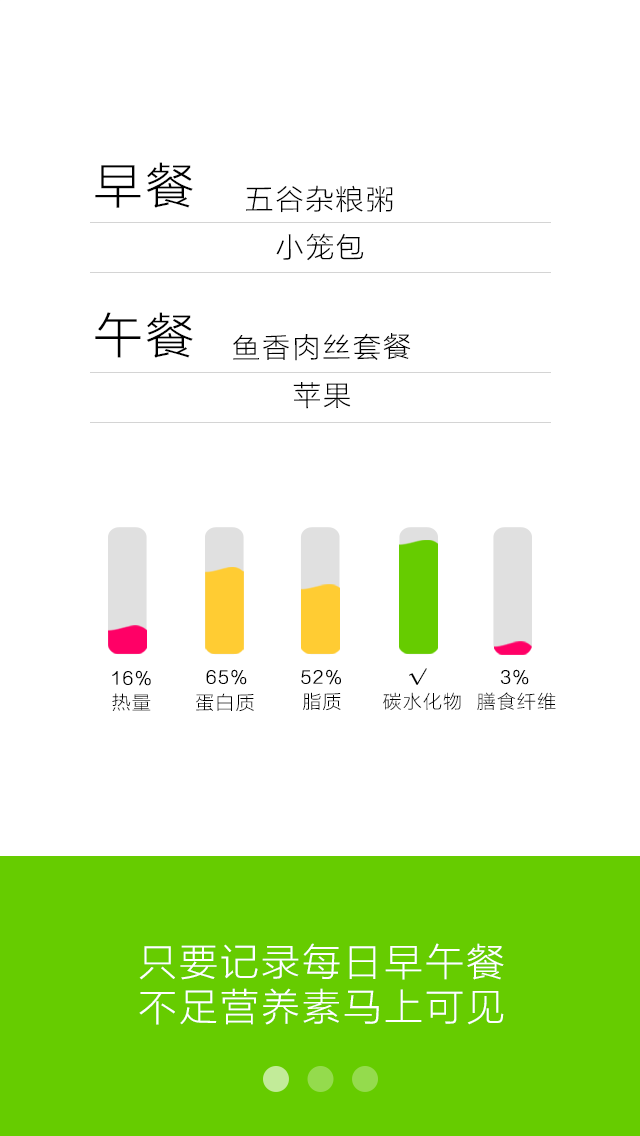 早餐 五谷杂粮粥
小笼包
午餐 鱼香肉丝套餐
苹果
16% 65% 52% √ 3%
热量 蛋白质 脂质 碳水化物 膳食纤维
只要记录每日早午餐
不足营养素马上可见